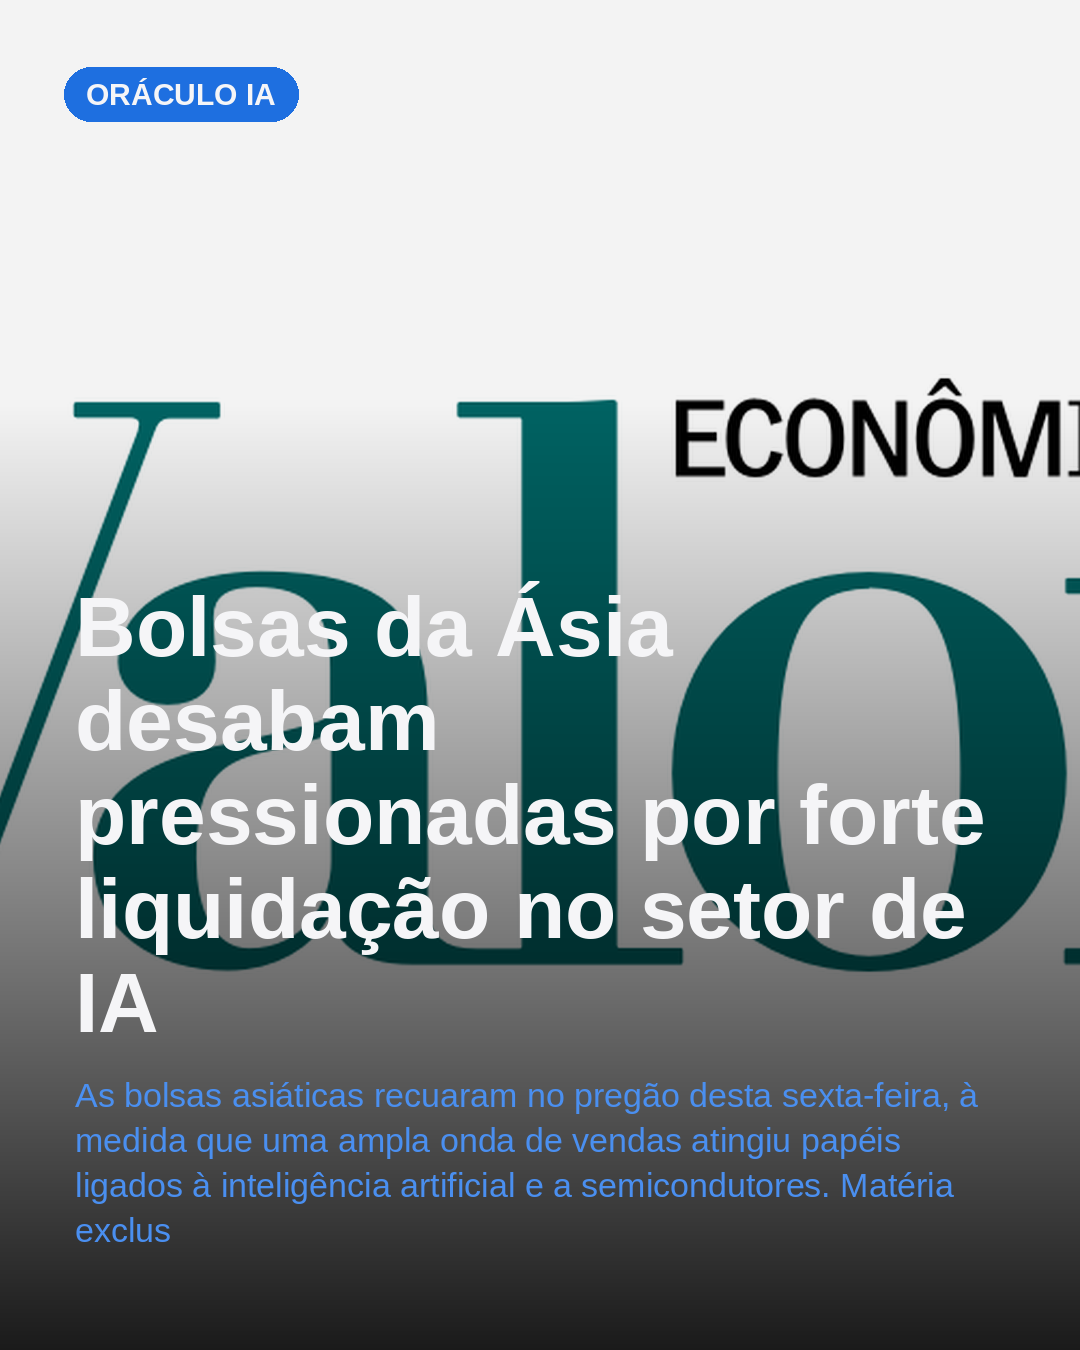 ORÁCULO IA
ECONÔMI
Valor
Bolsas da Ásia
desabam
pressionadas por forte
liquidação no setor de
IA
As bolsas asiáticas recuaram no pregão desta sexta-feira, à
medida que uma ampla onda de vendas atingiu papéis
ligados à inteligência artificial e a semicondutores. Matéria
exclus